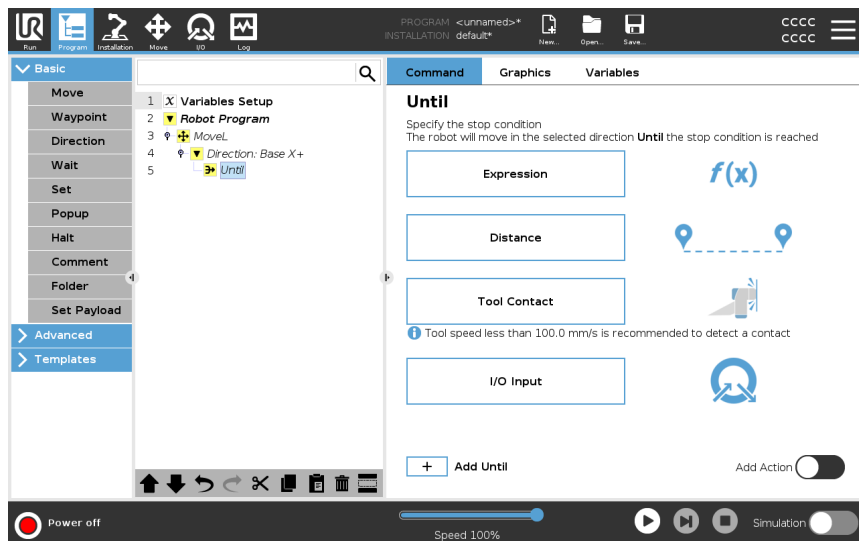 PROGRAM <unnamed>*
INSTALLATION default*
CCCC
CCCC
UR
Run
Program
Installation
Move
I/O
Log
New...
Open...
Save...
Basic
Move
Waypoint
Direction
Wait
Set
Popup
Halt
Comment
Folder
Set Payload
Advanced
Templates
1 X Variables Setup
2 Robot Program
3 MoveL
4 Direction: Base X+
5 Until
Command Graphics Variables
Until
Specify the stop condition
The robot will move in the selected direction Until the stop condition is reached
Expression
f(x)
Distance
Tool Contact
Tool speed less than 100.0 mm/s is recommended to detect a contact
I/O Input
+ Add Until
Add Action
Power off
Speed 100%
Simulation